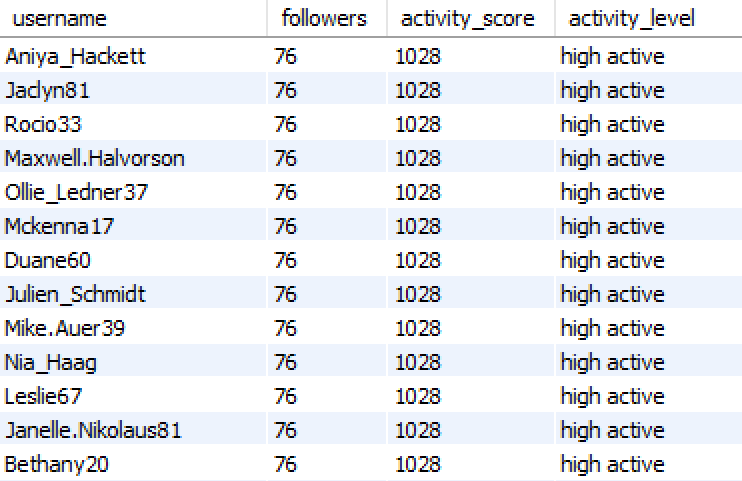 username followers activity_score activity_level
Aniya_Hackett 76 1028 high active
Jaclyn81 76 1028 high active
Rocio33 76 1028 high active
Maxwell.Halvorson 76 1028 high active
Ollie_Ledner37 76 1028 high active
Mckenna17 76 1028 high active
Duane60 76 1028 high active
Julien_Schmidt 76 1028 high active
Mike.Auer39 76 1028 high active
Nia_Haag 76 1028 high active
Leslie67 76 1028 high active
Janelle.Nikolaus81 76 1028 high active
Bethany20 76 1028 high active